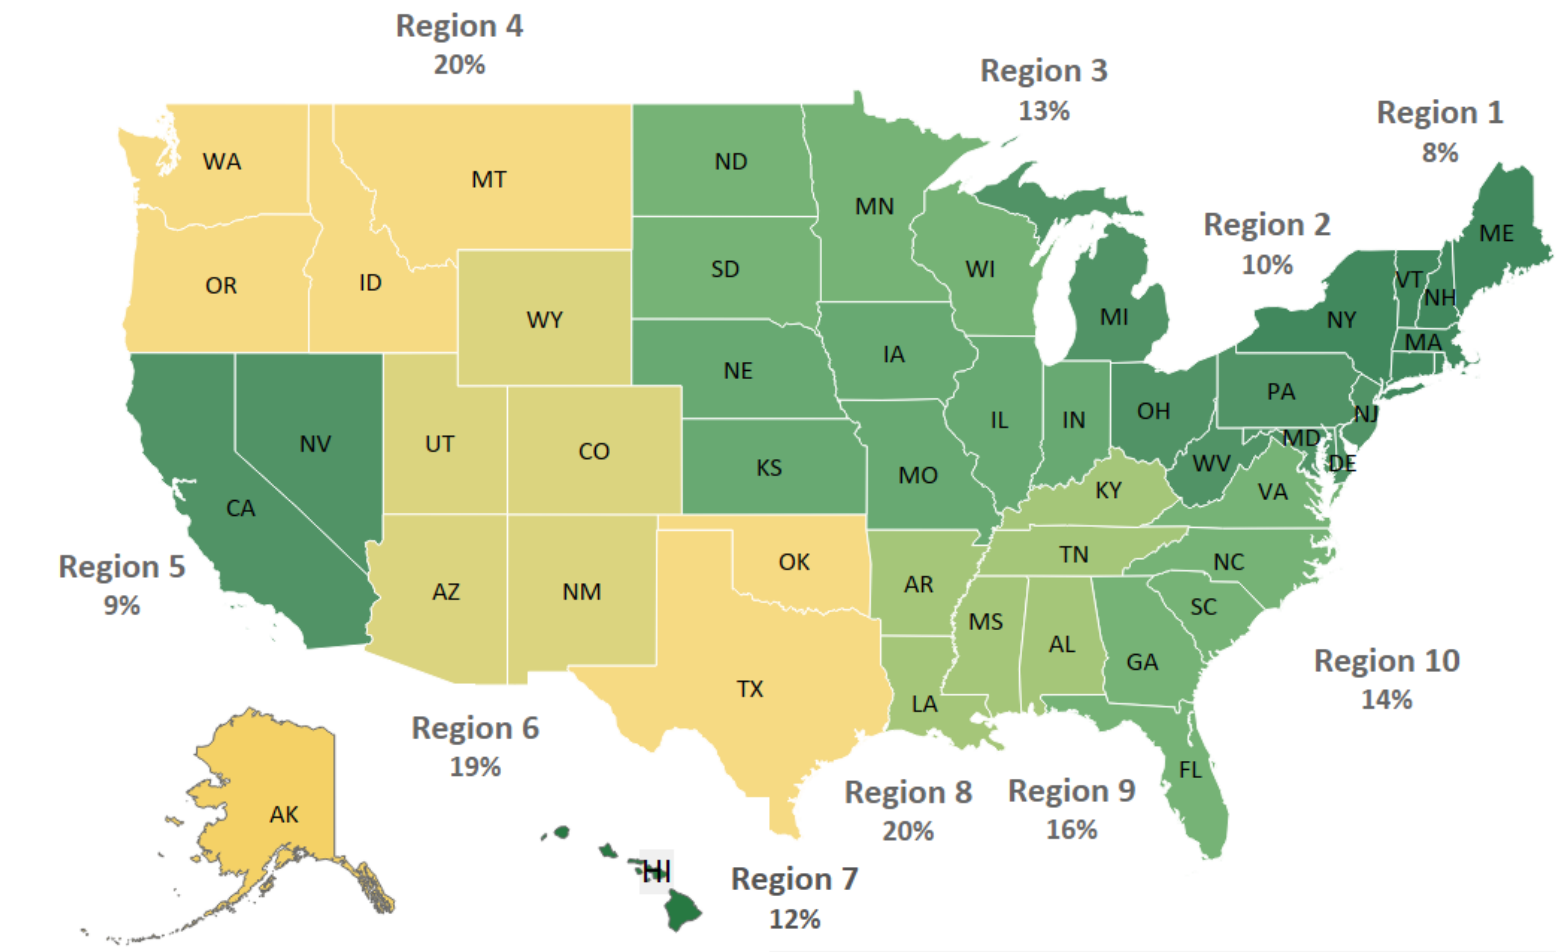 Region 4
20%
Region 3
13%
Region 1
8%
Region 2
10%
WA
MT
ND
MN
ME
OR
ID
SD
WI
VT
NH
WY
MI
NY
MA
NE
IA
PA
NV
UT
CO
IL
IN
OH
NJ
KS
MO
WV
MD
DE
CA
KY
VA
Region 5
9%
AZ
NM
OK
AR
TN
NC
MS
AL
SC
GA
Region 10
14%
TX
LA
Region 6
19%
FL
AK
Region 8
20%
Region 9
16%
HI
Region 7
12%